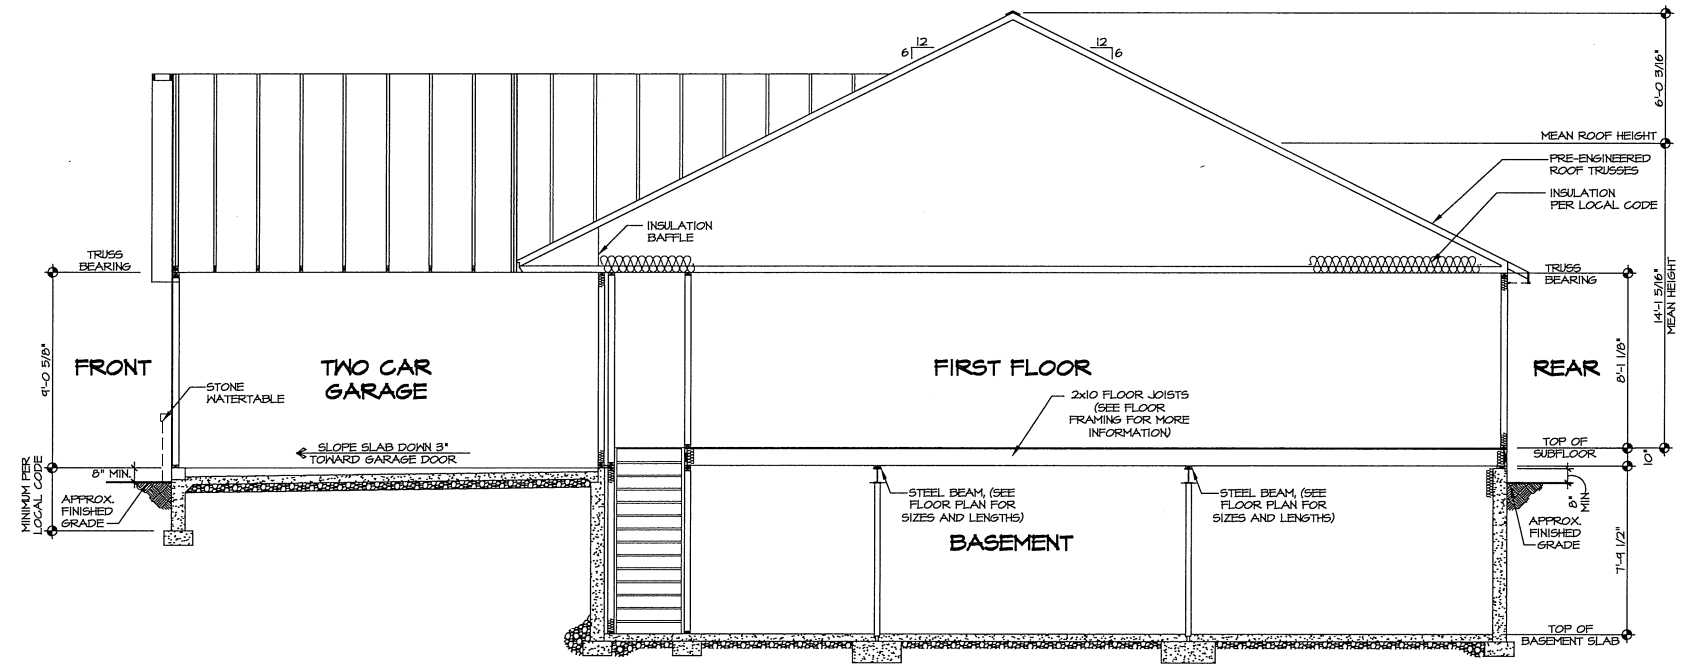 12
6
12
6
6'-0 3/16"
MEAN ROOF HEIGHT
PRE-ENGINEERED
ROOF TRUSSES
INSULATION
PER LOCAL CODE
INSULATION
BAFFLE
TRUSS
BEARING
TRUSS
BEARING
14'-1 5/16"
MEAN HEIGHT
9'-0 5/8"
FRONT
TWO CAR
GARAGE
FIRST FLOOR
REAR
8'-1 1/8"
STONE
WATERTABLE
2x10 FLOOR JOISTS
(SEE FLOOR
FRAMING FOR MORE
INFORMATION)
SLOPE SLAB DOWN 3"
TOWARD GARAGE DOOR
TOP OF
SUBFLOOR
10"
MINIMUM PER
LOCAL CODE
8" MIN.
APPROX.
FINISHED
GRADE
STEEL BEAM, (SEE
FLOOR PLAN FOR
SIZES AND LENGTHS)
STEEL BEAM, (SEE
FLOOR PLAN FOR
SIZES AND LENGTHS)
8"
MIN
APPROX.
FINISHED
GRADE
BASEMENT
7'-9 1/2"
TOP OF
BASEMENT SLAB